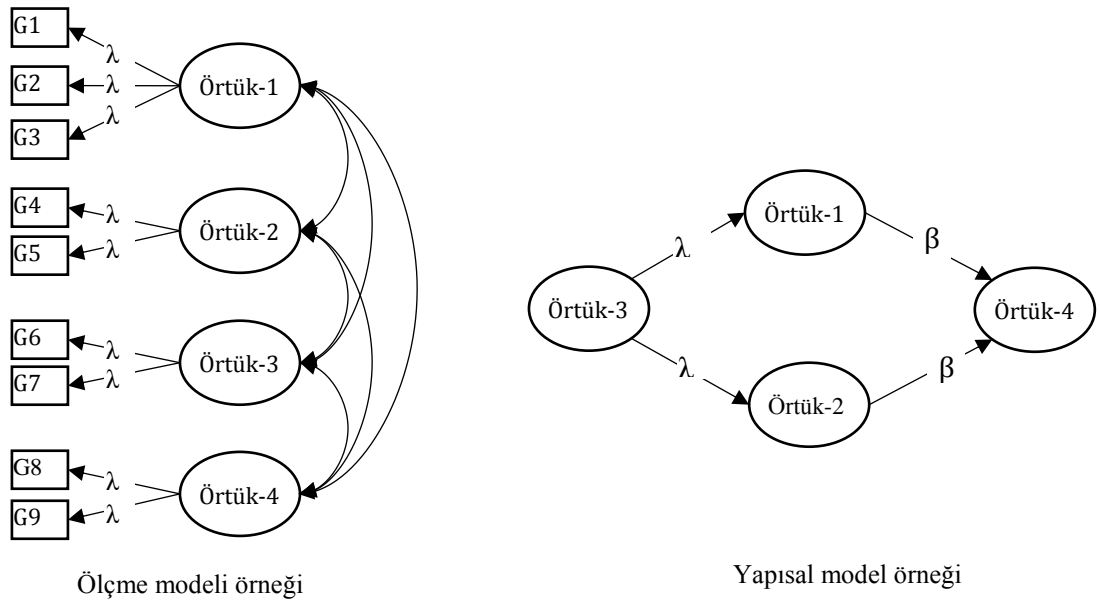 G1
λ
G2
λ
Örtük-1
G3
λ
G4
λ
Örtük-2
G5
λ
G6
λ
Örtük-3
G7
λ
G8
λ
Örtük-4
G9
λ
Ölçme modeli örneği
Örtük-1
λ
β
Örtük-3
Örtük-4
λ
β
Örtük-2
Yapısal model örneği